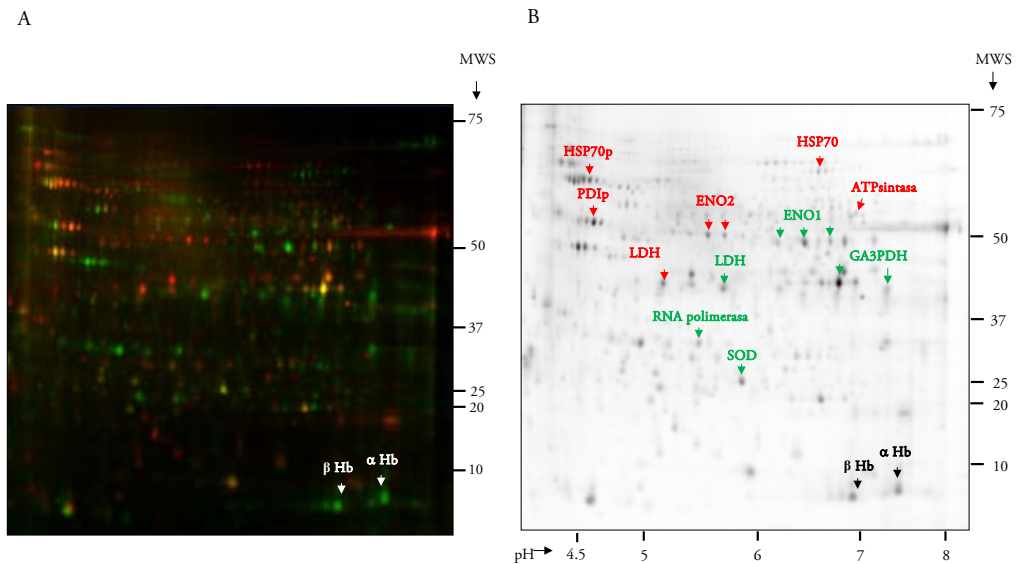 A
B
MWS
75
50
37
25
20
10
β Hb
α Hb
MWS
75
50
37
25
20
10
HSP70p
HSP70
PDIp
ATPsintasa
ENO2
ENO1
LDH
LDH
GA3PDH
RNA polimerasa
SOD
β Hb
α Hb
pH
4.5
5
6
7
8